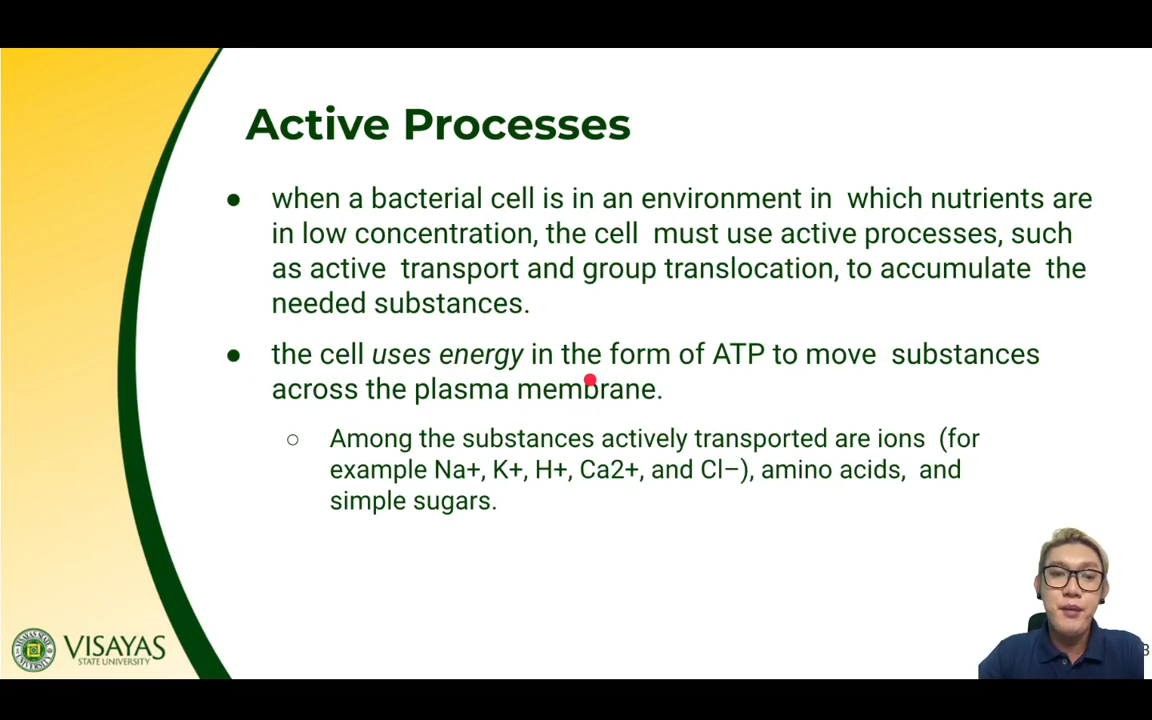 Active Processes
● when a bacterial cell is in an environment in which nutrients are
in low concentration, the cell must use active processes, such
as active transport and group translocation, to accumulate the
needed substances.
● the cell uses energy in the form of ATP to move substances
across the plasma membrane.
○ Among the substances actively transported are ions (for
example Na+, K+, H+, Ca2+, and Cl–), amino acids, and
simple sugars.
VISAYAS
STATE UNIVERSITY